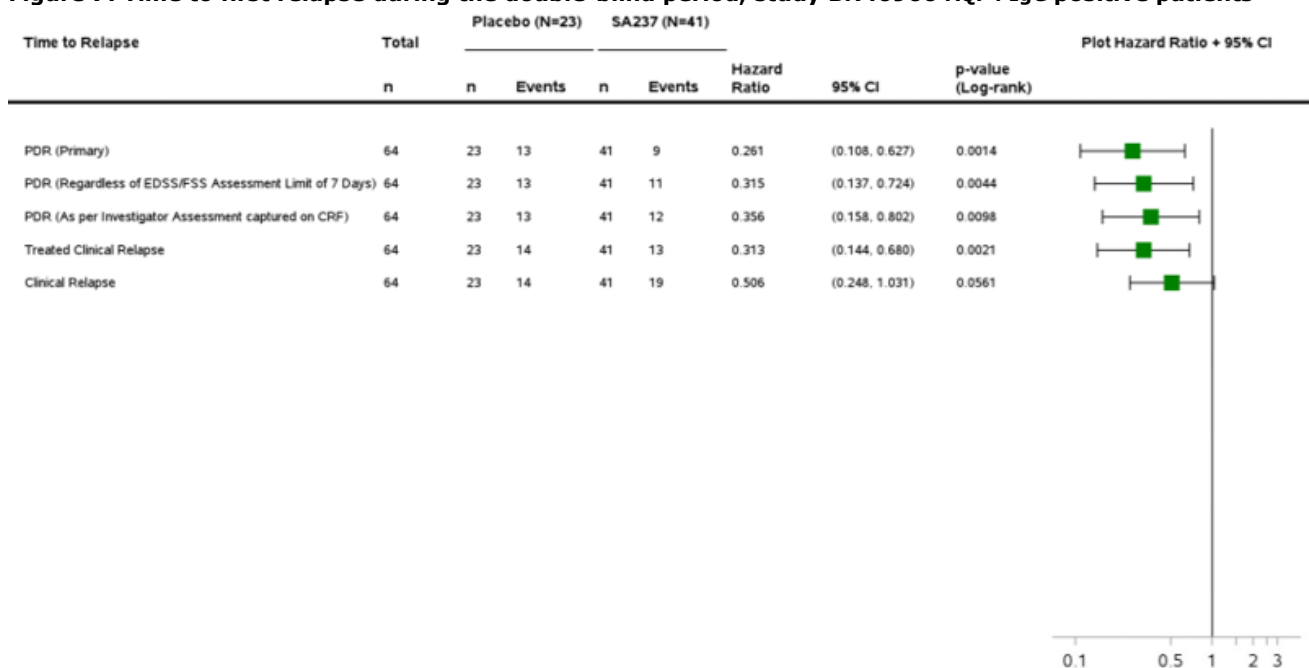 Placebo (N=23) SA237 (N=41)
Time to Relapse Total Plot Hazard Ratio + 95% CI
n n Events n Events Hazard Ratio 95% CI p-value (Log-rank)
PDR (Primary) 64 23 13 41 9 0.261 (0.108, 0.627) 0.0014
PDR (Regardless of EDSS/FSS Assessment Limit of 7 Days) 64 23 13 41 11 0.315 (0.137, 0.724) 0.0044
PDR (As per Investigator Assessment captured on CRF) 64 23 13 41 12 0.356 (0.158, 0.802) 0.0098
Treated Clinical Relapse 64 23 14 41 13 0.313 (0.144, 0.680) 0.0021
Clinical Relapse 64 23 14 41 19 0.506 (0.248, 1.031) 0.0561
0.1 0.5 1 2 3